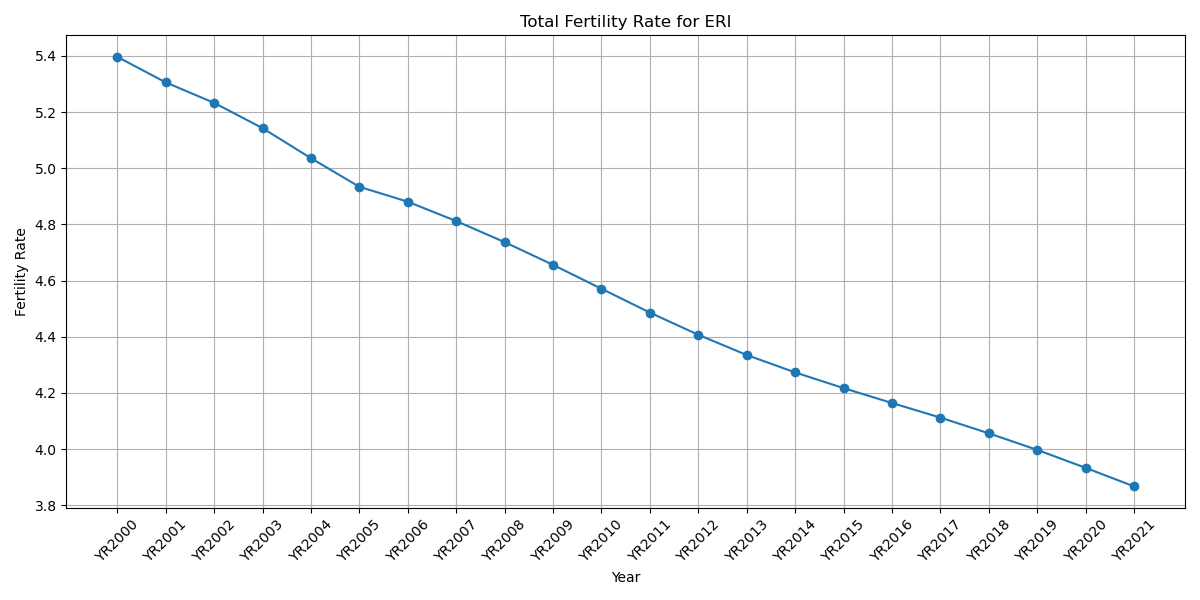 Total Fertility Rate for ERI
Fertility Rate
5.4
5.2
5.0
4.8
4.6
4.4
4.2
4.0
3.8
YR2000
YR2001
YR2002
YR2003
YR2004
YR2005
YR2006
YR2007
YR2008
YR2009
YR2010
YR2011
YR2012
YR2013
YR2014
YR2015
YR2016
YR2017
YR2018
YR2019
YR2020
YR2021
Year